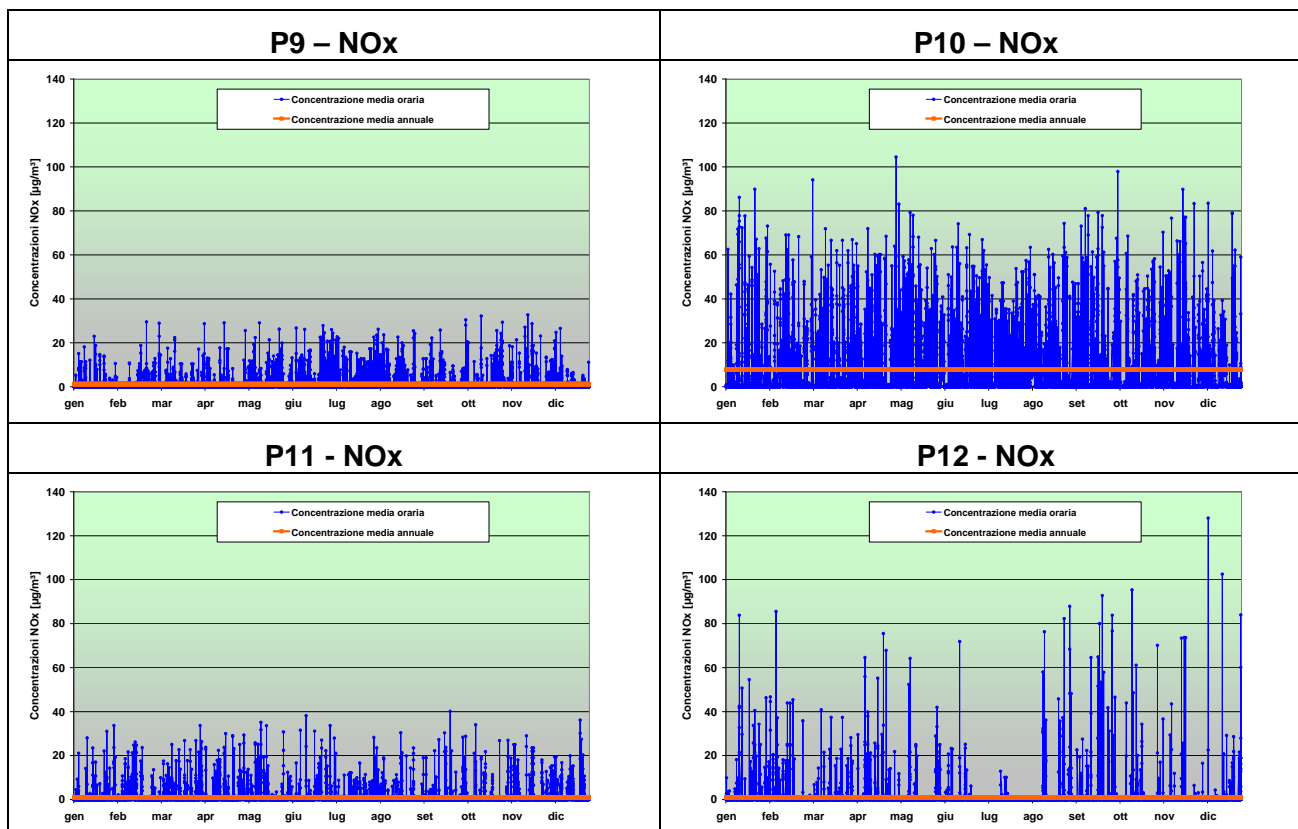 P9 – NOx
Concentrazioni NOx [µg/m³]
140
120
100
80
60
40
20
0
Concentrazione media oraria
Concentrazione media annuale
gen feb mar apr mag giu lug ago set ott nov dic
P10 – NOx
Concentrazioni NOx [µg/m³]
140
120
100
80
60
40
20
0
Concentrazione media oraria
Concentrazione media annuale
gen feb mar apr mag giu lug ago set ott nov dic
P11 - NOx
Concentrazioni NOx [µg/m³]
140
120
100
80
60
40
20
0
Concentrazione media oraria
Concentrazione media annuale
gen feb mar apr mag giu lug ago set ott nov dic
P12 - NOx
Concentrazioni NOx [µg/m³]
140
120
100
80
60
40
20
0
Concentrazione media oraria
Concentrazione media annuale
gen feb mar apr mag giu lug ago set ott nov dic